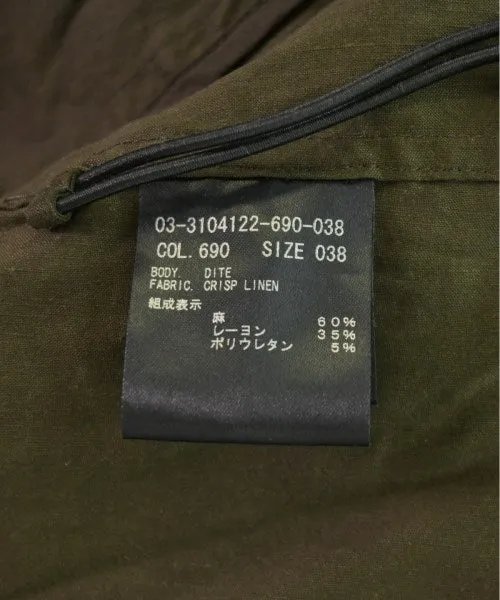 03-3104122-690-038
COL. 690 SIZE 038
BODY. DITE
FABRIC. CRISP LINEN
組成表示
麻 60%
レーヨン 35%
ポリウレタン 5%